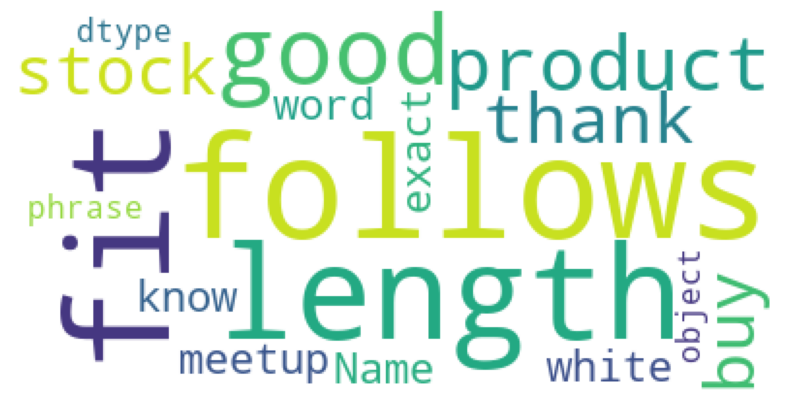 dtype
stock
good
product
word
exact
thank
fit
follows
phrase
length
know
object
buy
meetup
Name
white